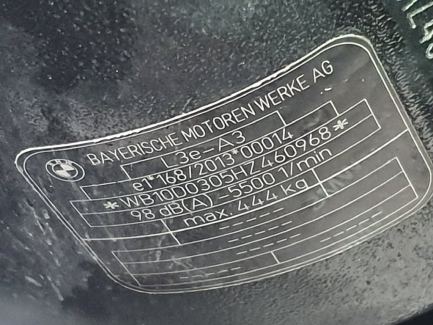 BAYERISCHE MOTOREN WERKE AG
L3e-A3
e1*168/2013*00014
*WB10D0305HZ460968*
98 dB(A) - 5500 1/min
max. 444 kg